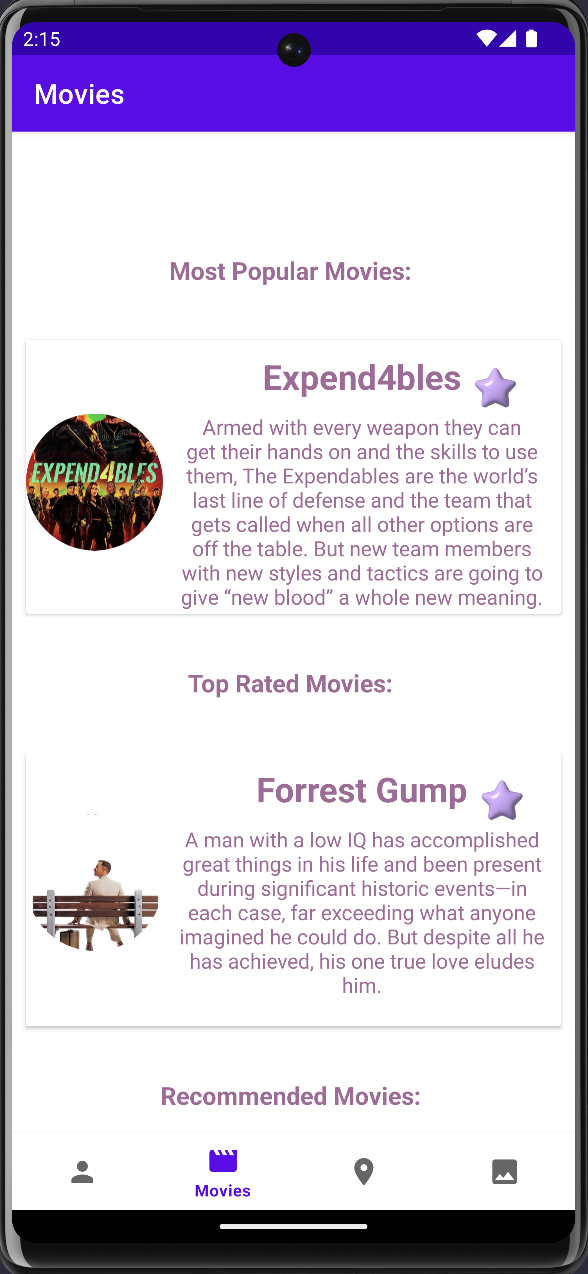 2:15
Movies
Most Popular Movies:
Expend4bles
EXPEND4BLES
Armed with every weapon they can
get their hands on and the skills to use
them, The Expendables are the world’s
last line of defense and the team that
gets called when all other options are
off the table. But new team members
with new styles and tactics are going to
give “new blood” a whole new meaning.
Top Rated Movies:
Forrest Gump
A man with a low IQ has accomplished
great things in his life and been present
during significant historic events—in
each case, far exceeding what anyone
imagined he could do. But despite all he
has achieved, his one true love eludes
him.
Recommended Movies:
Movies